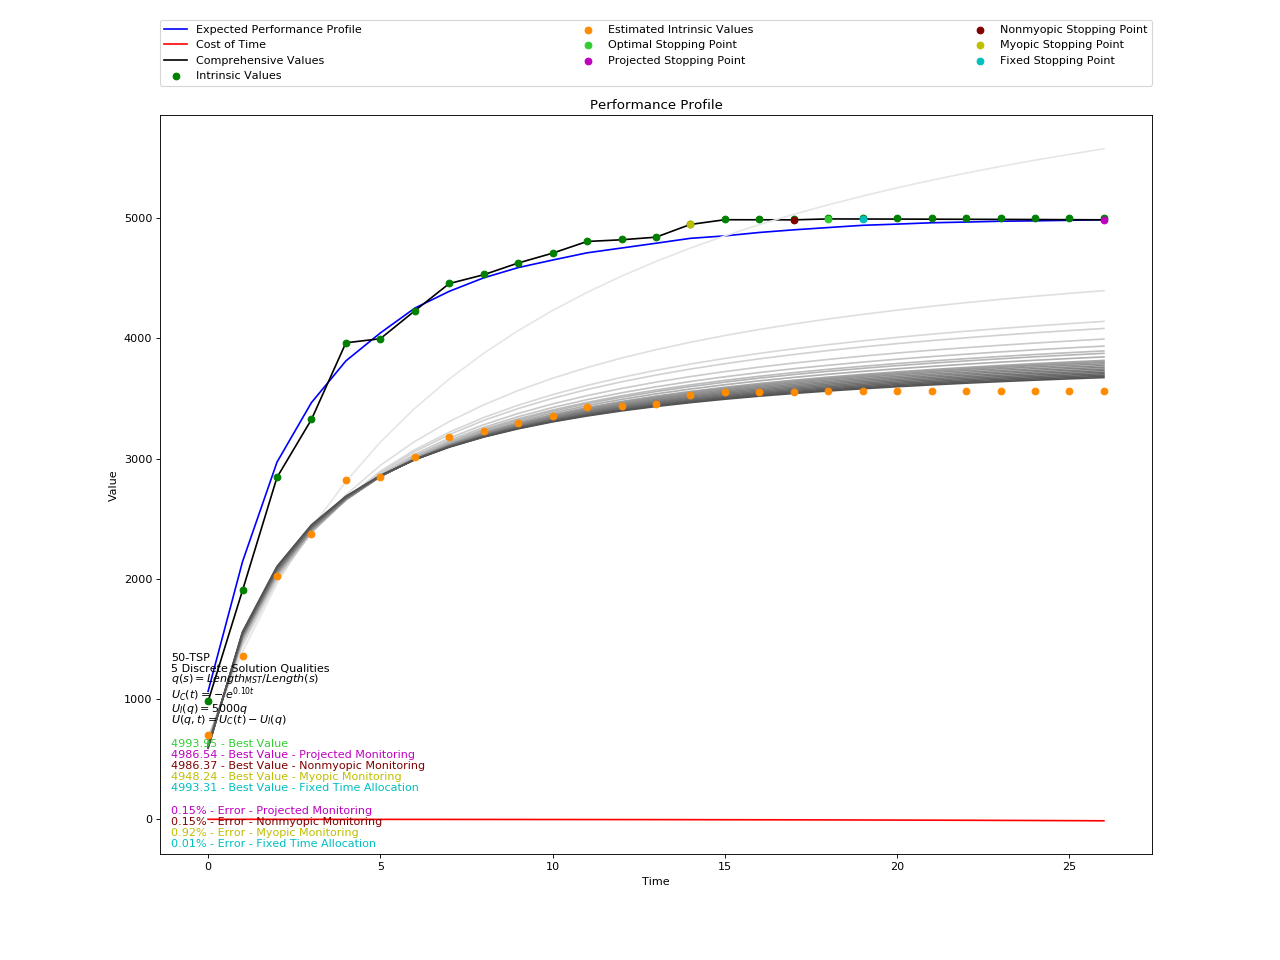 Expected Performance Profile
Cost of Time
Comprehensive Values
Intrinsic Values
Estimated Intrinsic Values
Optimal Stopping Point
Projected Stopping Point
Nonmyopic Stopping Point
Myopic Stopping Point
Fixed Stopping Point
Performance Profile
Value
5000
4000
3000
2000
1000
0
50-TSP
5 Discrete Solution Qualities
q(s) = Length_{MST}/Length(s)
U_C(t) = −e^{0.10t}
U_I(q) = 5000q
U(q, t) = U_C(t) − U_I(q)
4993.95 - Best Value
4986.54 - Best Value - Projected Monitoring
4986.37 - Best Value - Nonmyopic Monitoring
4948.24 - Best Value - Myopic Monitoring
4993.31 - Best Value - Fixed Time Allocation
0.15% - Error - Projected Monitoring
0.15% - Error - Nonmyopic Monitoring
0.92% - Error - Myopic Monitoring
0.01% - Error - Fixed Time Allocation
0 5 10 15 20 25
Time